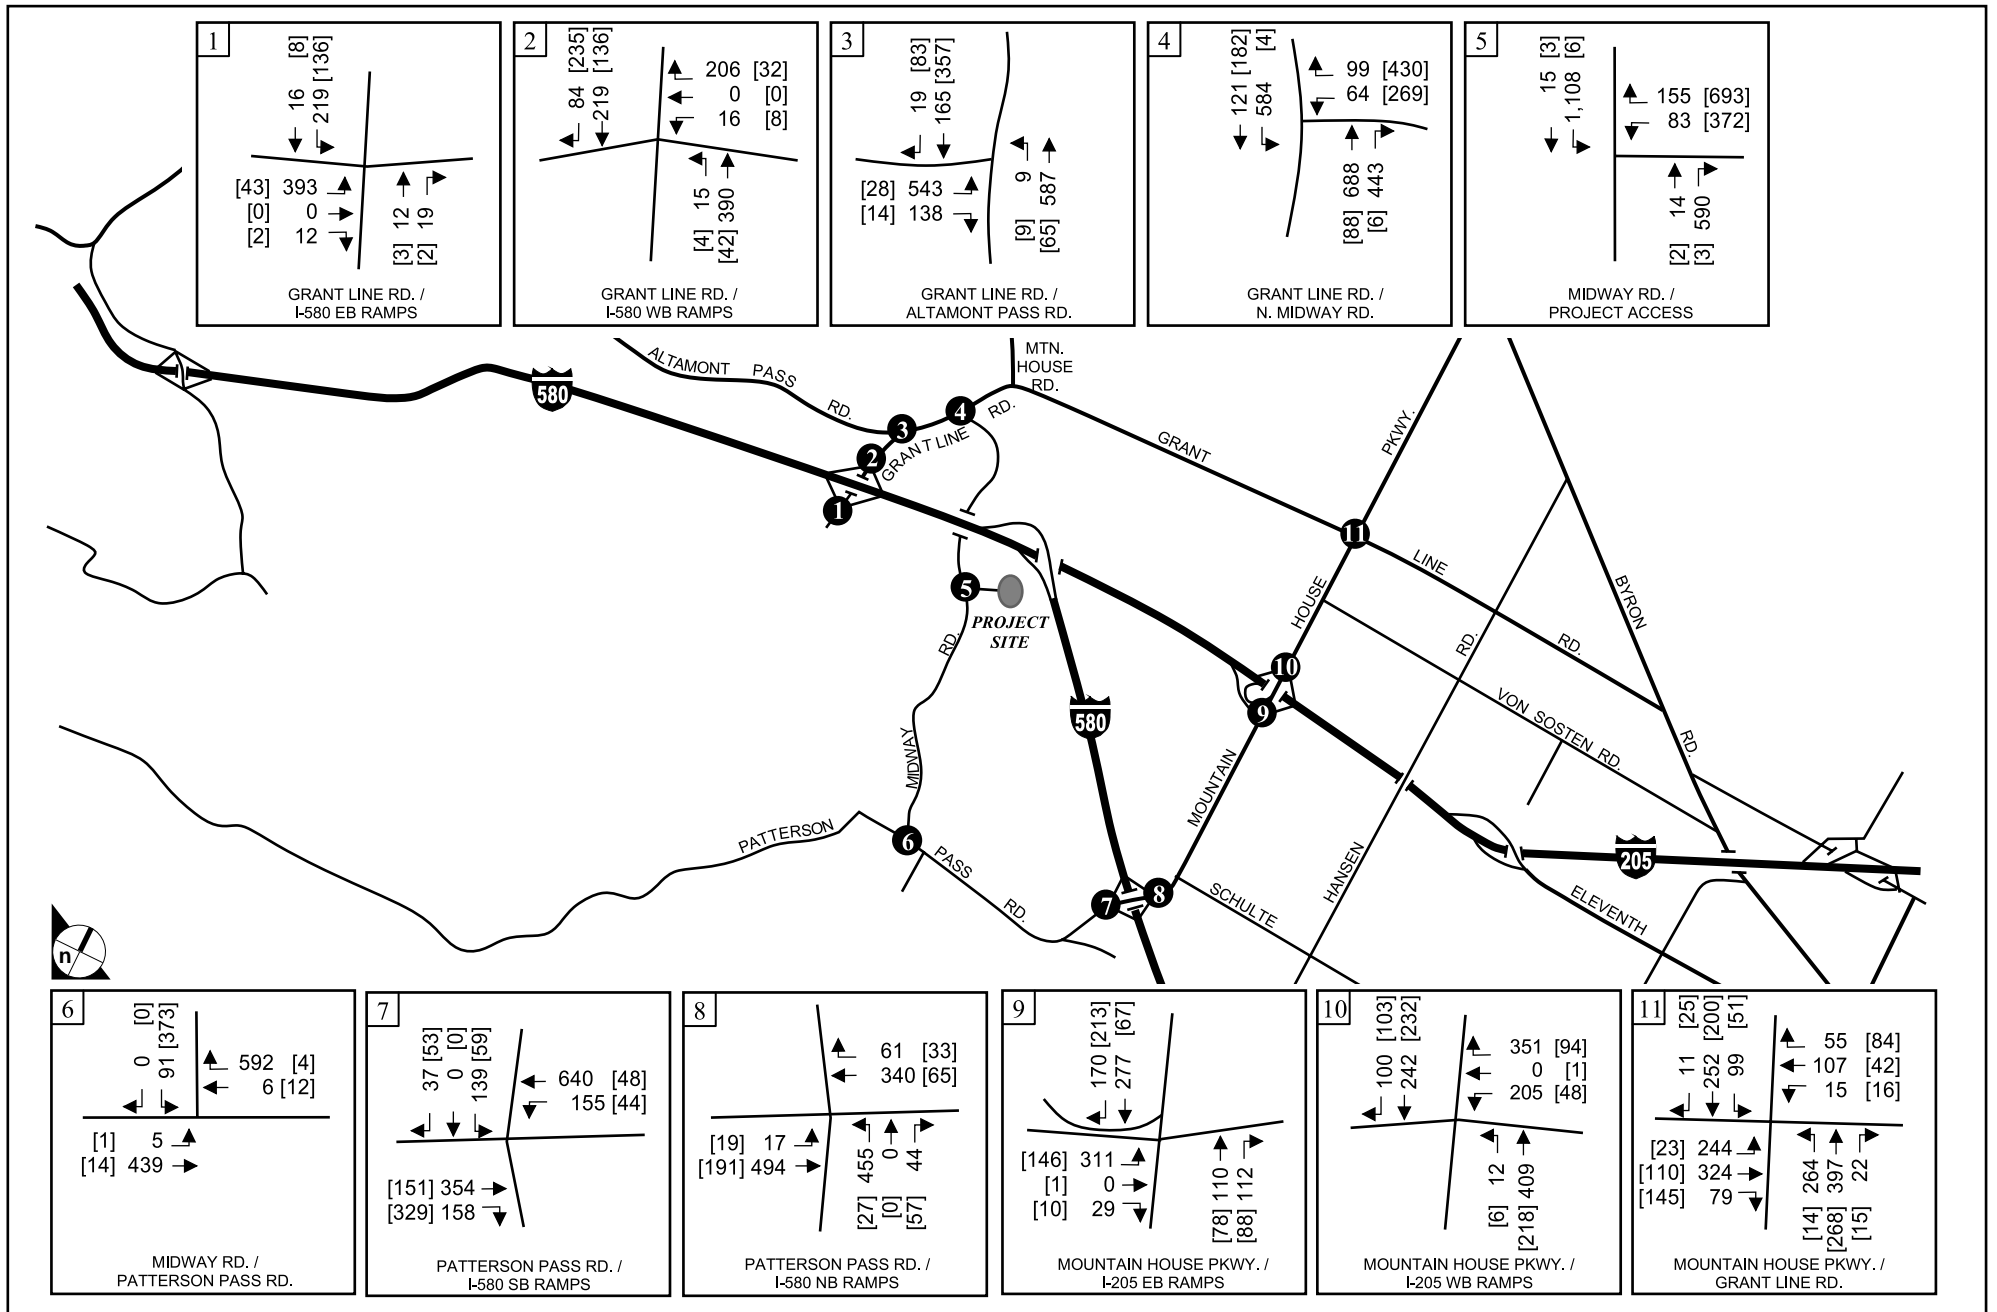 1
16 [8]
219 [136]
[43] 393
[0] 0
[2] 12
[3] 12
[2] 19
GRANT LINE RD. /
I-580 EB RAMPS
2
84 [235]
219 [136]
206 [32]
0 [0]
16 [8]
[4] 15
[42] 390
GRANT LINE RD. /
I-580 WB RAMPS
3
19 [83]
165 [357]
[28] 543
[14] 138
[9] 9
[65] 587
GRANT LINE RD. /
ALTAMONT PASS RD.
4
121 [182]
584 [4]
99 [430]
64 [269]
[88] 688
[6] 443
GRANT LINE RD. /
N. MIDWAY RD.
5
15 [3]
1,108 [6]
155 [693]
83 [372]
[2] 14
[3] 590
MIDWAY RD. /
PROJECT ACCESS
580
ALTAMONT PASS RD.
MTN.
HOUSE
RD.
GRANT LINE RD.
1
2
3
4
GRANT LINE RD.
PKWY.
11
5
PROJECT
SITE
HOUSE
BYRON RD.
RD.
10
9
580
VON SOSTEN RD.
MIDWAY RD.
MOUNTAIN
HANSEN
PATTERSON PASS RD.
6
7
8
SCHULTE
205
ELEVENTH
n
6
0 [0]
91 [373]
592 [4]
6 [12]
[1] 5
[14] 439
MIDWAY RD. /
PATTERSON PASS RD.
7
37 [53]
0 [0]
139 [59]
640 [48]
155 [44]
[151] 354
[329] 158
PATTERSON PASS RD. /
I-580 SB RAMPS
8
61 [33]
340 [65]
[19] 17
[191] 494
[27] 455
[0] 0
[57] 44
PATTERSON PASS RD. /
I-580 NB RAMPS
9
170 [213]
277 [67]
[146] 311
[1] 0
[10] 29
[78] 110
[88] 112
MOUNTAIN HOUSE PKWY. /
I-205 EB RAMPS
10
100 [103]
242 [232]
351 [94]
0 [1]
205 [48]
[6] 12
[218] 409
MOUNTAIN HOUSE PKWY. /
I-205 WB RAMPS
11
11 [25]
252 [200]
99 [51]
55 [84]
107 [42]
15 [16]
[23] 244
[110] 324
[145] 79
[14] 264
[268] 397
[15] 22
MOUNTAIN HOUSE PKWY. /
GRANT LINE RD.